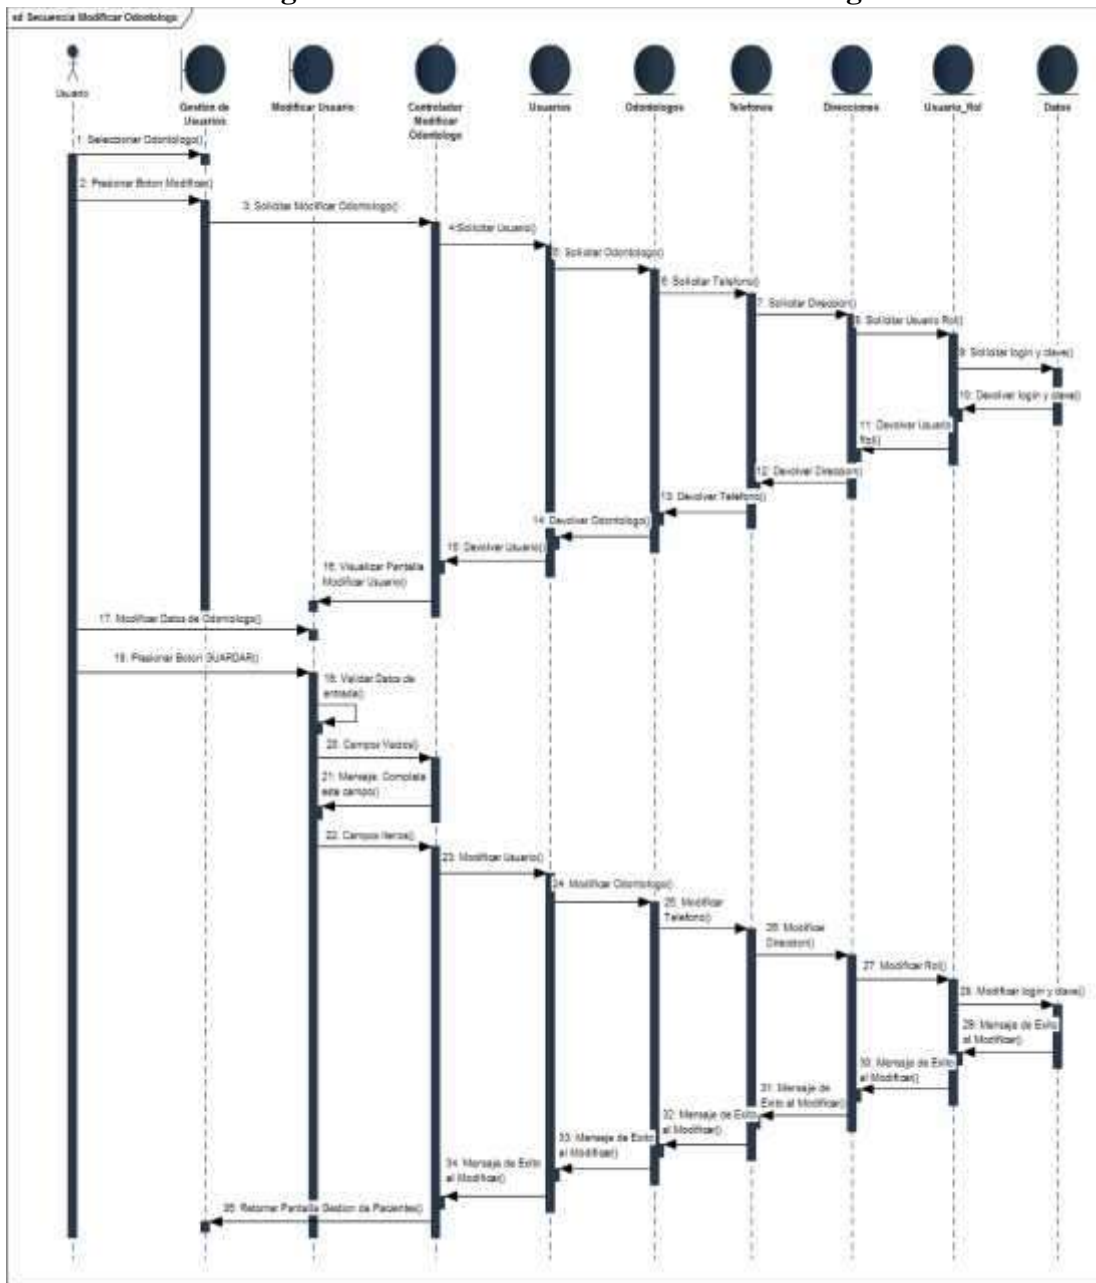 sd Secuencia Modificar Odontologo
Usuario
Gestion de
Usuarios
Modificar Usuario
Controlador
Modificar
Odontologo
Usuarios
Odontologos
Telefonos
Direcciones
Usuario_Rol
Datos
1: Seleccionar Odontologo()
2: Presionar Boton Modificar()
3: Solicitar Modificar Odontologo()
4:Solicitar Usuario()
5: Solicitar Odontologo()
6: Solicitar Telefono()
7: Solicitar Direccion()
8: Solicitar Usuario Rol()
9: Solicitar login y clave()
10: Devolver login y clave()
11: Devolver Usuario
Rol()
12: Devolver Direccion()
13: Devolver Telefono()
14: Devolver Odontologo()
15: Devolver Usuario()
16: Visualizar Pantalla
Modificar Usuario()
17: Modificar Datos de Odontologo()
18: Presionar Boton GUARDAR()
19: Validar Datos de
entrada()
20: Campos Vacios()
21: Mensaje: Completa
este campo()
22: Campos llenos()
23: Modificar Usuario()
24: Modificar Odontologo()
25: Modificar
Telefono()
26: Modificar
Direccion()
27: Modificar Rol()
28: Modificar login y clave()
29: Mensaje de Exito
al Modificar()
30: Mensaje de Exito
al Modificar()
31: Mensaje de
Exito al Modificar()
32: Mensaje de Exito
al Modificar()
33: Mensaje de Exito
al Modificar()
34: Mensaje de Exito
al Modificar()
35: Retornar Pantalla Gestion de Pacientes()